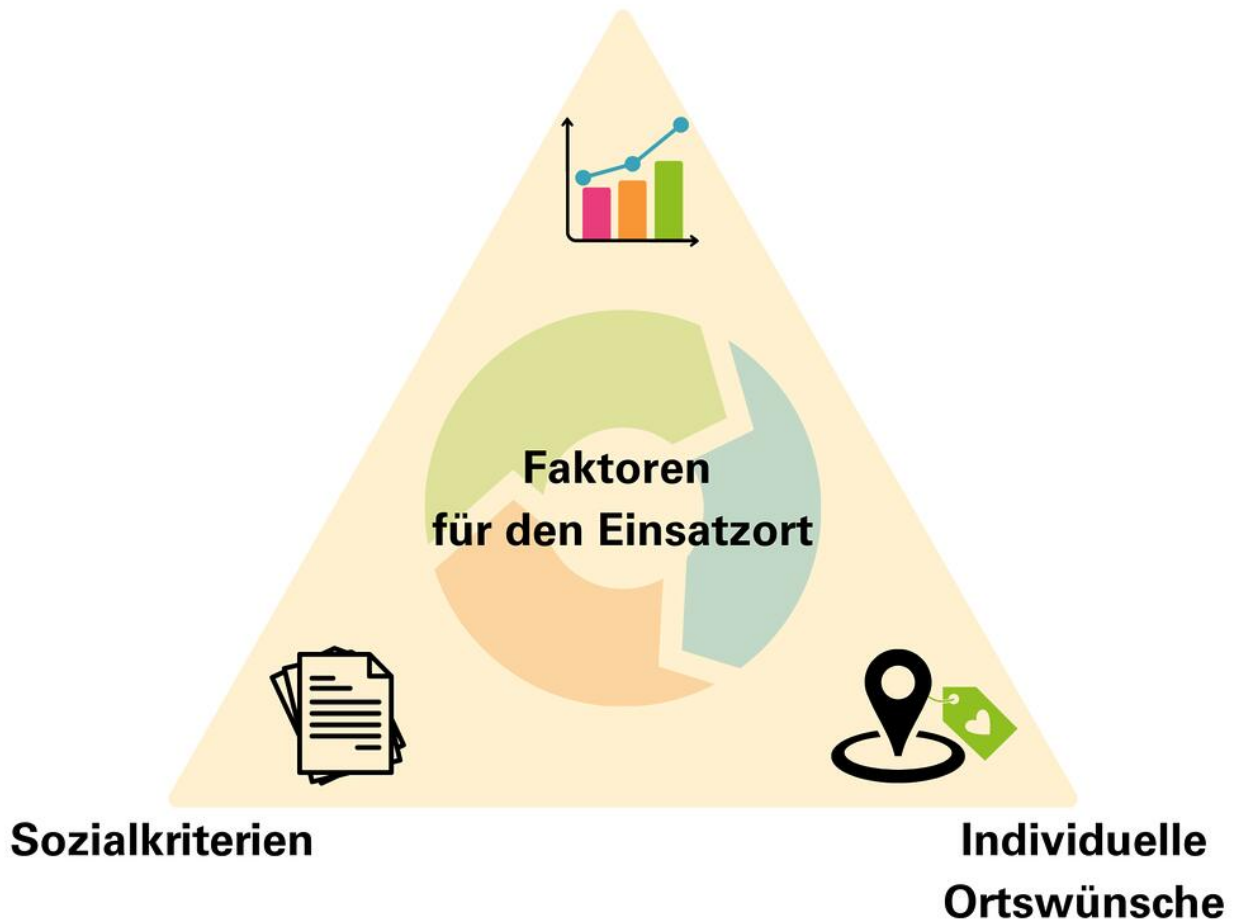 Faktoren
für den Einsatzort
Sozialkriterien
Individuelle
Ortswünsche